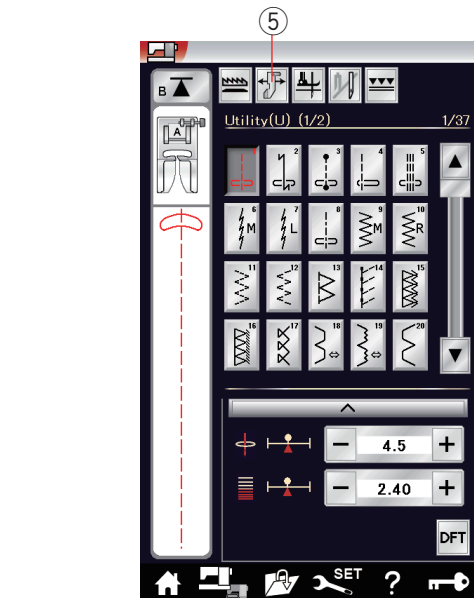 5
B
A
Utility(U) (1/2) 1/37
1 2 3 4 5
6 M 7 L 8 9 M 10 R
11 12 13 14 15
16 17 18 19 20
− 4.5 +
− 2.40 +
DFT
SET ?